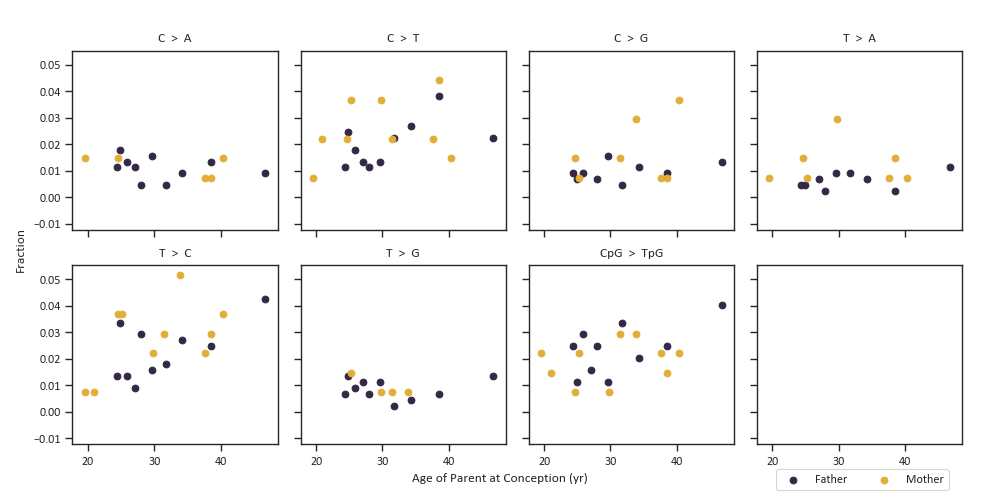 C > A
C > T
C > G
T > A
0.05
0.04
0.03
0.02
0.01
0.00
−0.01
Fraction
T > C
T > G
CpG > TpG
0.05
0.04
0.03
0.02
0.01
0.00
−0.01
20 30 40
20 30 40
20 30 40
20 30 40
Age of Parent at Conception (yr)
Father Mother